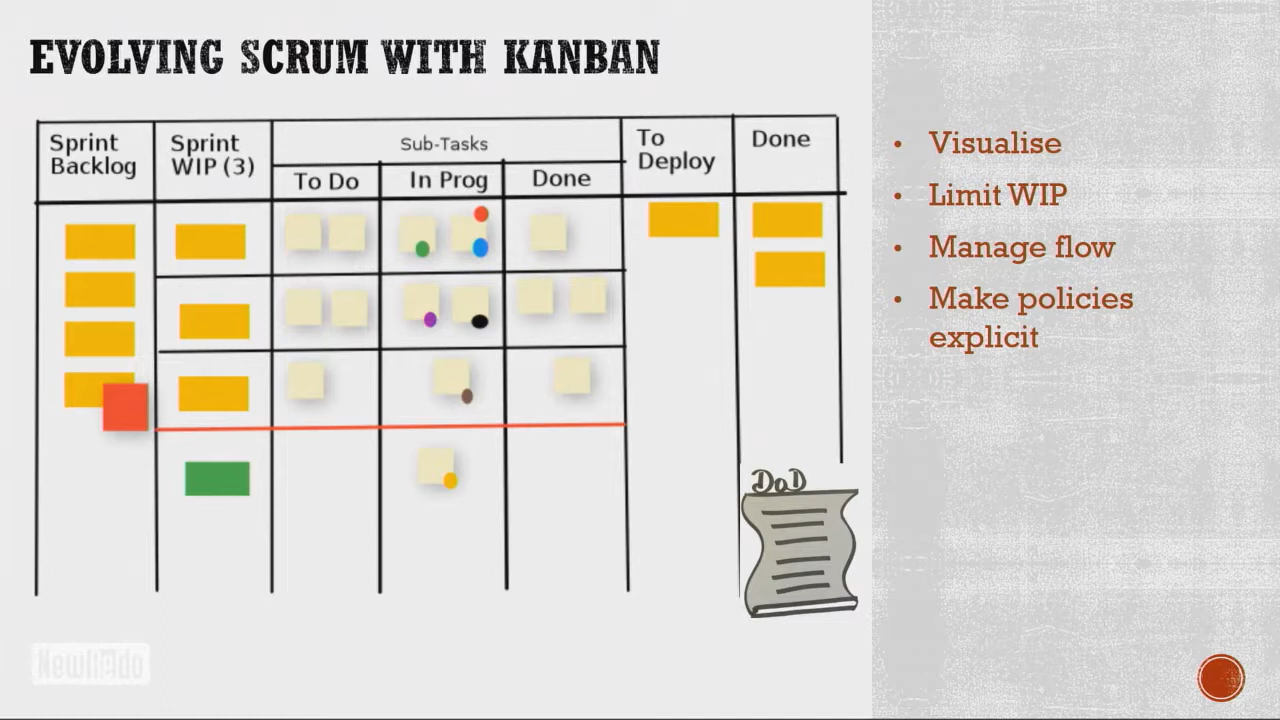 EVOLVING SCRUM WITH KANBAN
Sprint
Backlog
Sprint
WIP (3)
Sub-Tasks
To Do
In Prog
Done
To
Deploy
Done
• Visualise
• Limit WIP
• Manage flow
• Make policies
explicit
DoD